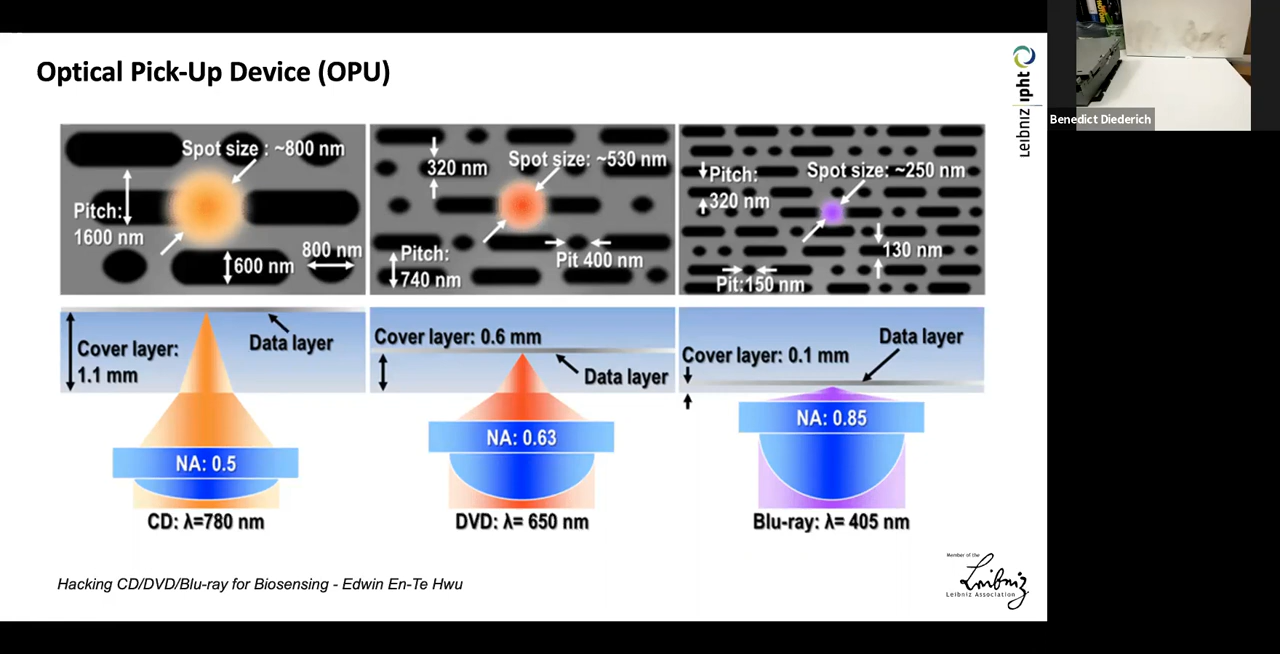 Optical Pick-Up Device (OPU)
Leibniz ipht
Benedict Diederich
Spot size : ~800 nm
Pitch:
1600 nm
600 nm
800 nm
320 nm
Spot size: ~530 nm
Pit 400 nm
Pitch:
740 nm
Pitch:
320 nm
Spot size: ~250 nm
130 nm
Pit:150 nm
Cover layer:
1.1 mm
Data layer
NA: 0.5
CD: λ=780 nm
Cover layer: 0.6 mm
Data layer
NA: 0.63
DVD: λ= 650 nm
Cover layer: 0.1 mm
Data layer
NA: 0.85
Blu-ray: λ= 405 nm
Hacking CD/DVD/Blu-ray for Biosensing - Edwin En-Te Hwu
Member of the
Leibniz
Leibniz Association